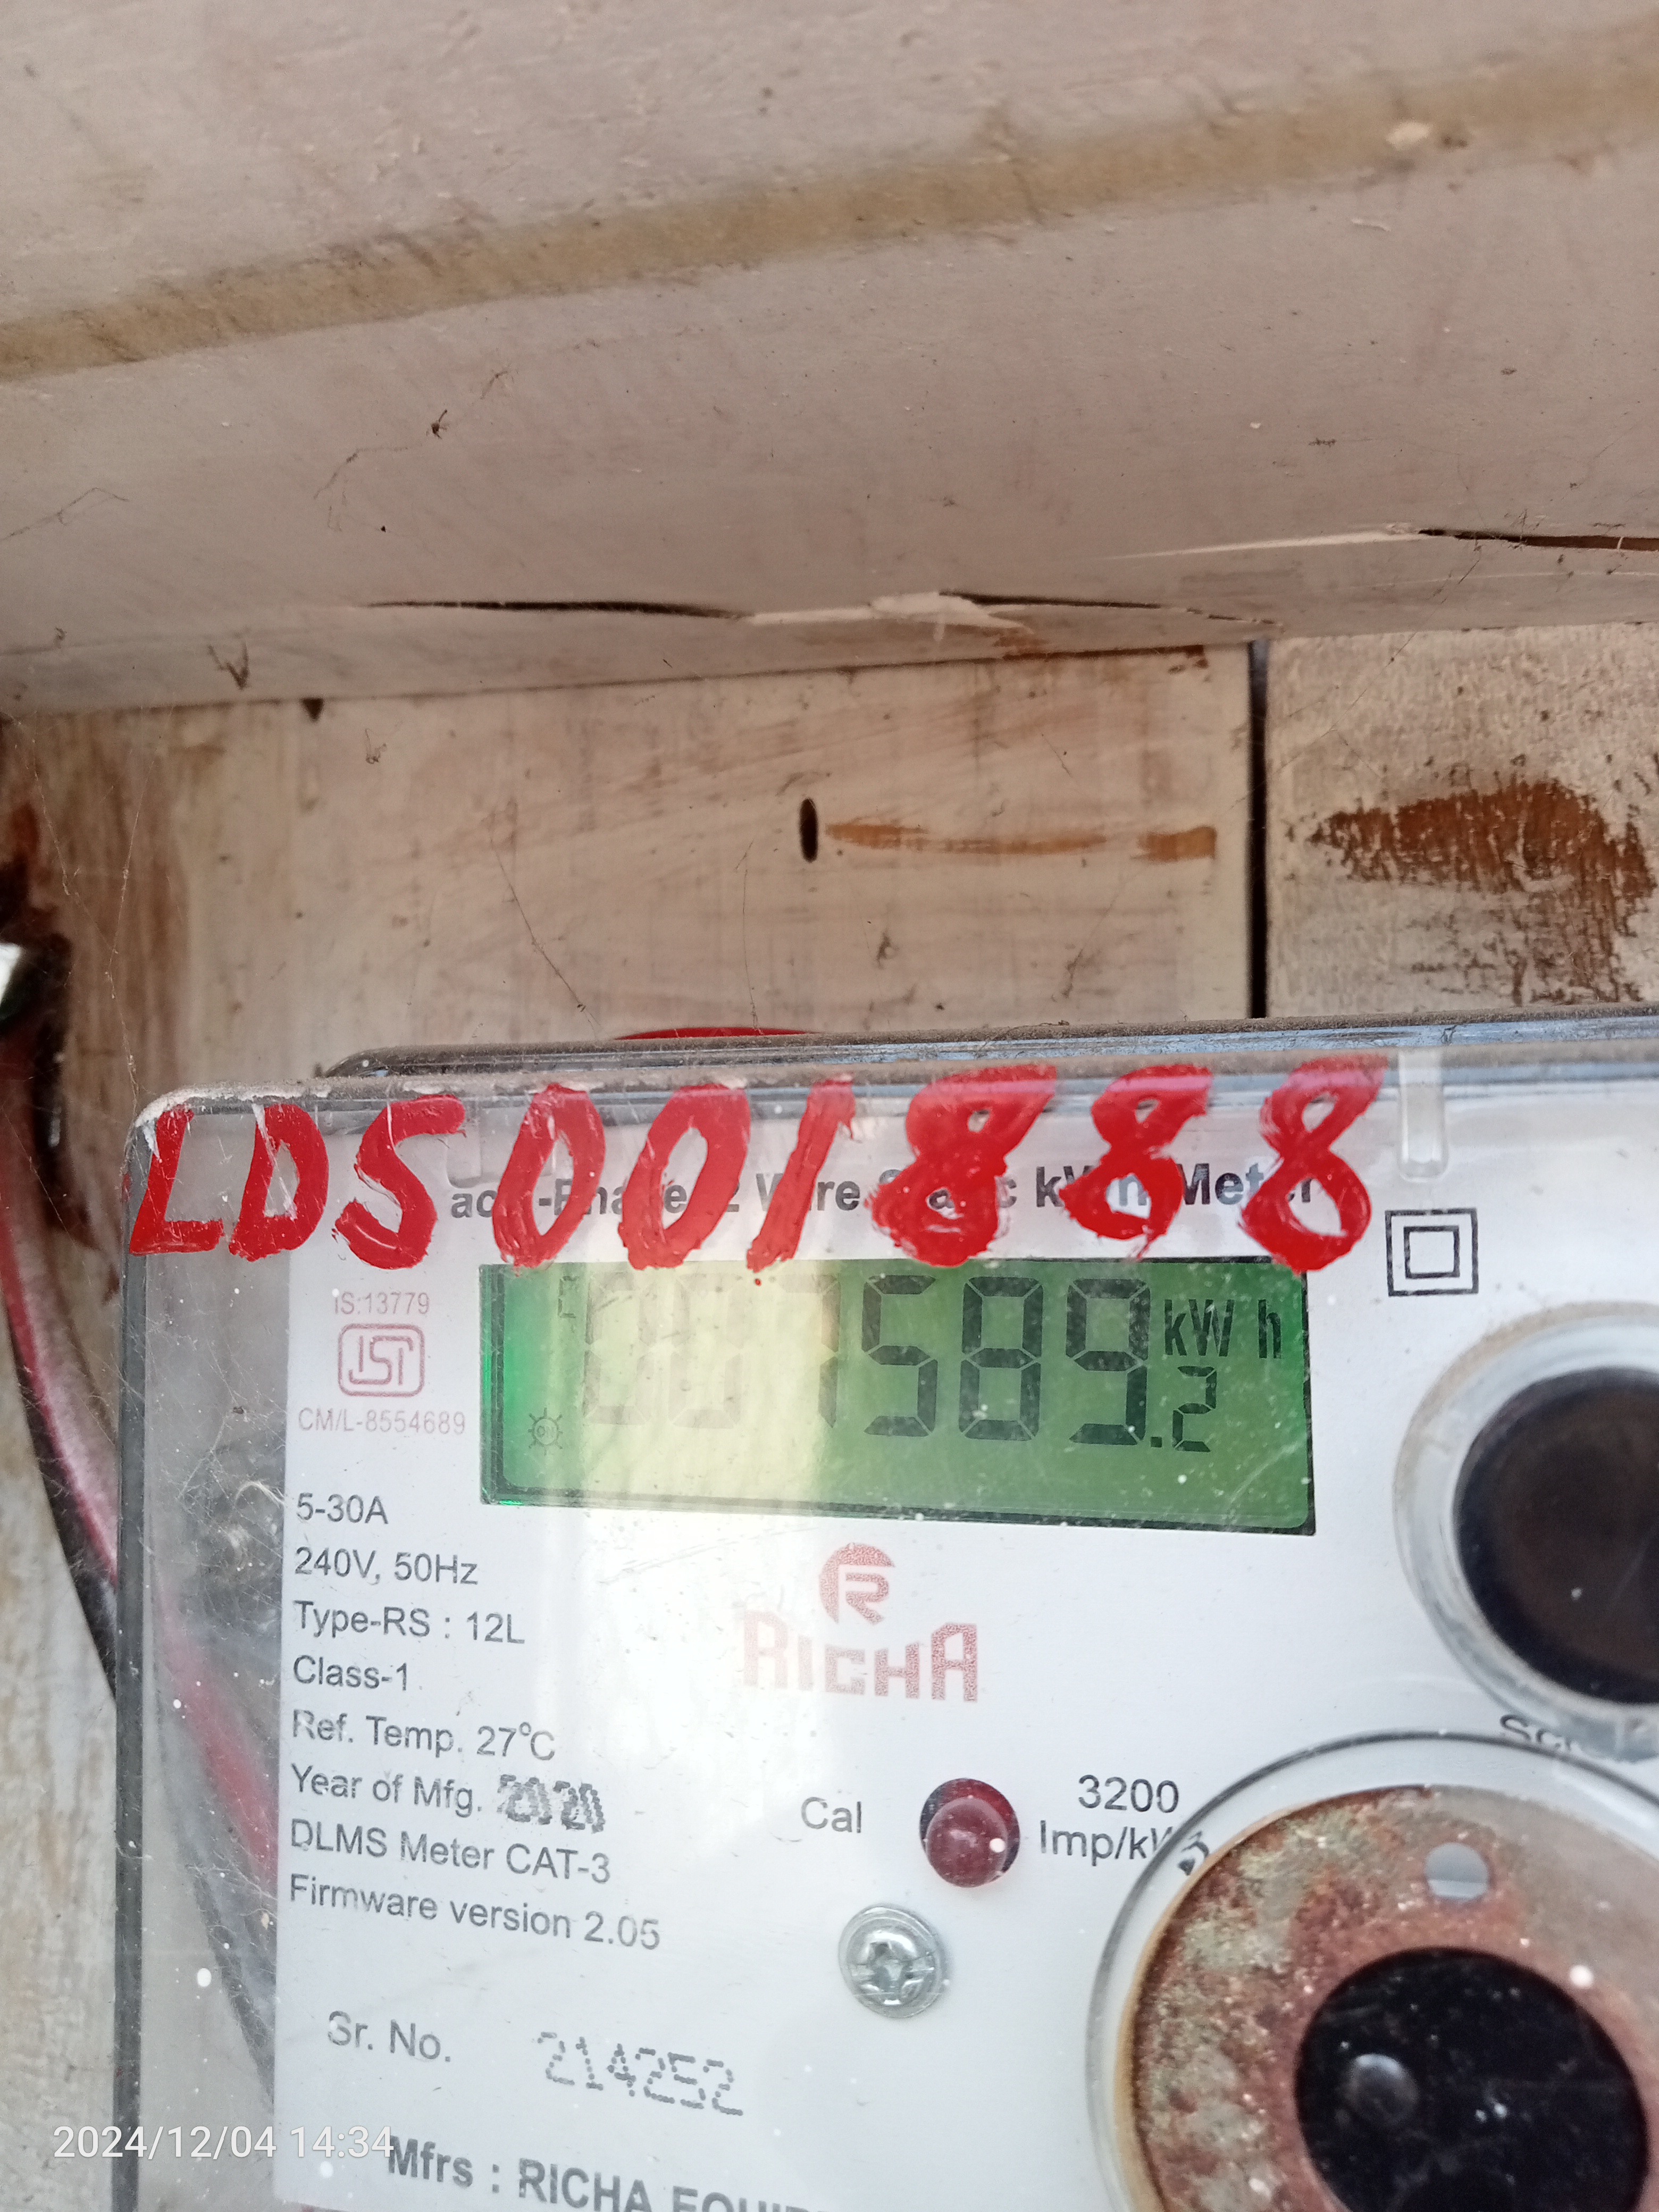 LDS001888
IS:13779
ISI
CM/L-8554689
kWh
589.2
5-30A
240V, 50Hz
Type-RS : 12L
Class-1
Ref. Temp. 27°C
Year of Mfg. 2020
DLMS Meter CAT-3
Firmware version 2.05
R
RICHA
Cal
3200
Sr. No. 214252
Mfrs : RICHA
2024/12/04 14:34